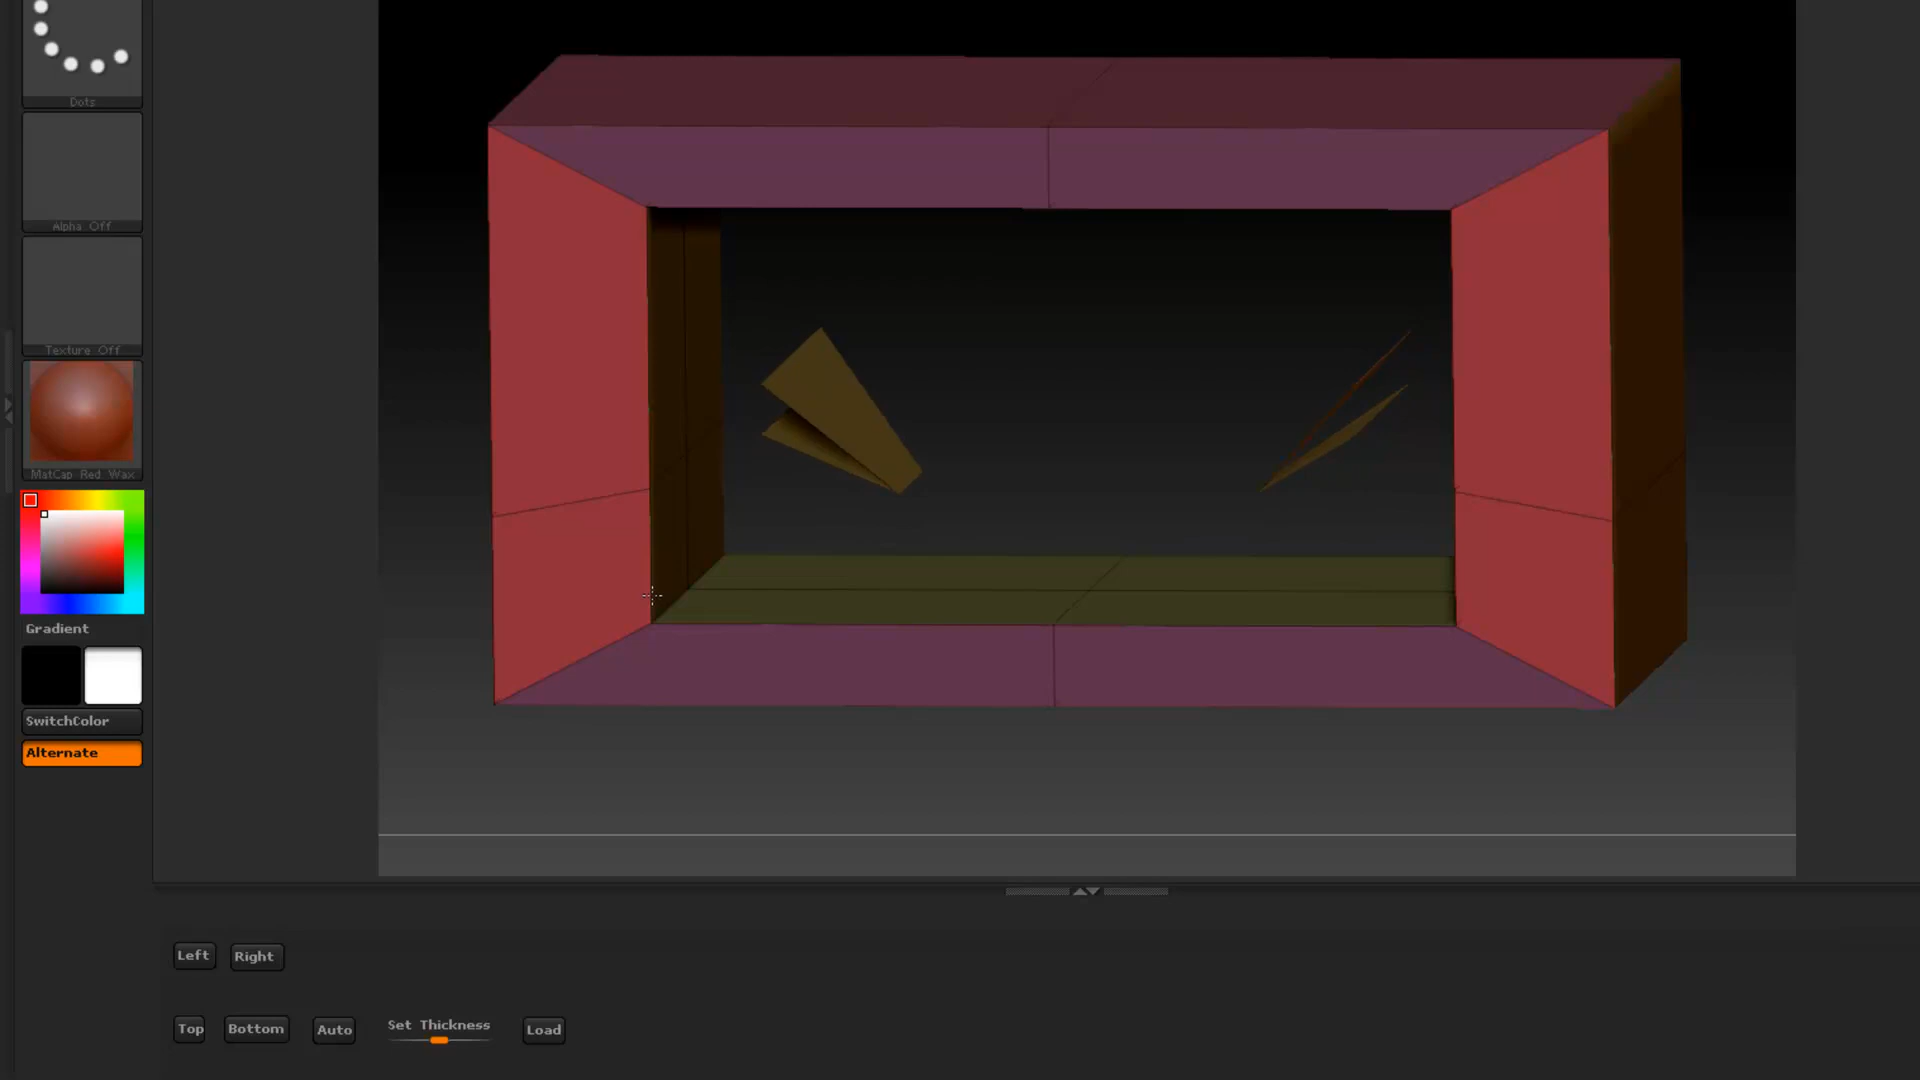 Dots
Alpha Off
Texture Off
MatCap Red Wax
Gradient
SwitchColor
Alternate
Left Right
Top Bottom Auto Set Thickness Load